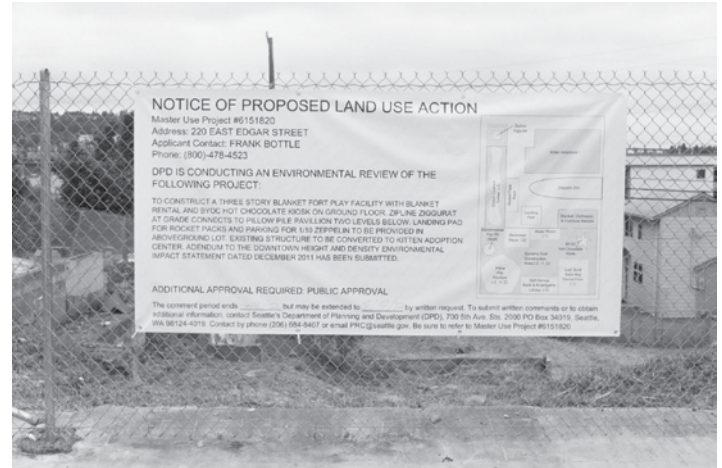 NOTICE OF PROPOSED LAND USE ACTION
Master Use Project #6151820
Address: 220 EAST EDGAR STREET
Applicant Contact: FRANK BOTTLE
Phone: (800)-478-4523
DPD IS CONDUCTING AN ENVIRONMENTAL REVIEW OF THE
FOLLOWING PROJECT:
TO CONSTRUCT A THREE STORY BLANKET FORT PLAY FACILITY WITH BLANKET
RENTAL AND BYOC HOT CHOCOLATE KIOSK ON GROUND FLOOR. ZIPLINE ZIGGURAT
AT GRADE CONNECTS TO PILLOW PILE PAVILION TWO LEVELS BELOW. LANDING PAD
FOR ROCKET PACKS AND PARKING FOR 1/10 ZEPPELIN TO BE PROVIDED IN
ABOVEGROUND LOT. EXISTING STRUCTURE TO BE CONVERTED TO KITTEN ADOPTION
CENTER. ADENDUM TO THE DOWNTOWN HEIGHT AND DENSITY ENVIRONMENTAL
IMPACT STATEMENT DATED DECEMBER 2011 HAS BEEN SUBMITTED.
ADDITIONAL APPROVAL REQUIRED: PUBLIC APPROVAL
The comment period ends ________ but may be extended to ________ by written request. To submit written comments or to obtain
additional information, contact Seattle's Department of Planning and Development (DPD), 700 5th Ave. Ste. 2000 PO Box 34019, Seattle,
WA 98124-4019. Contact by phone (206) 684-8467 or email PRC@seattle.gov. Be sure to refer to Master Use Project #6151820
Zipline
Ziggurat
Landing
Pad